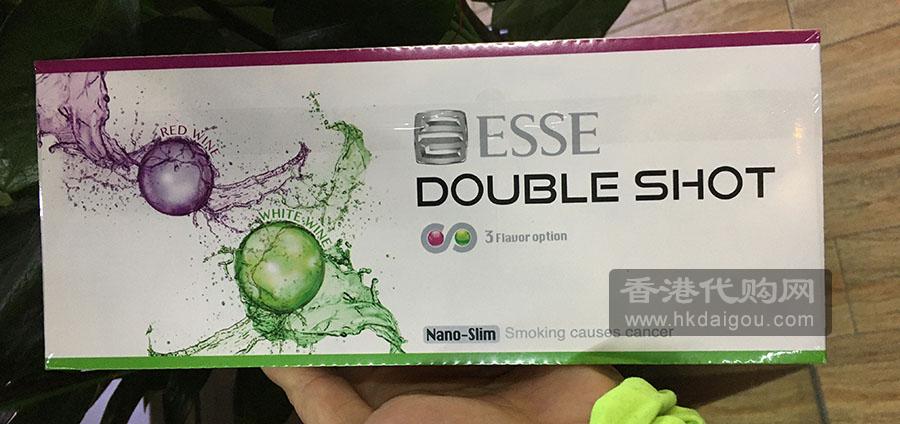 RED WINE
WHITE WINE
ESSE
DOUBLE SHOT
3 Flavor option
香港代购网
www.hkdaigou.com
Nano-Slim Smoking causes cancer